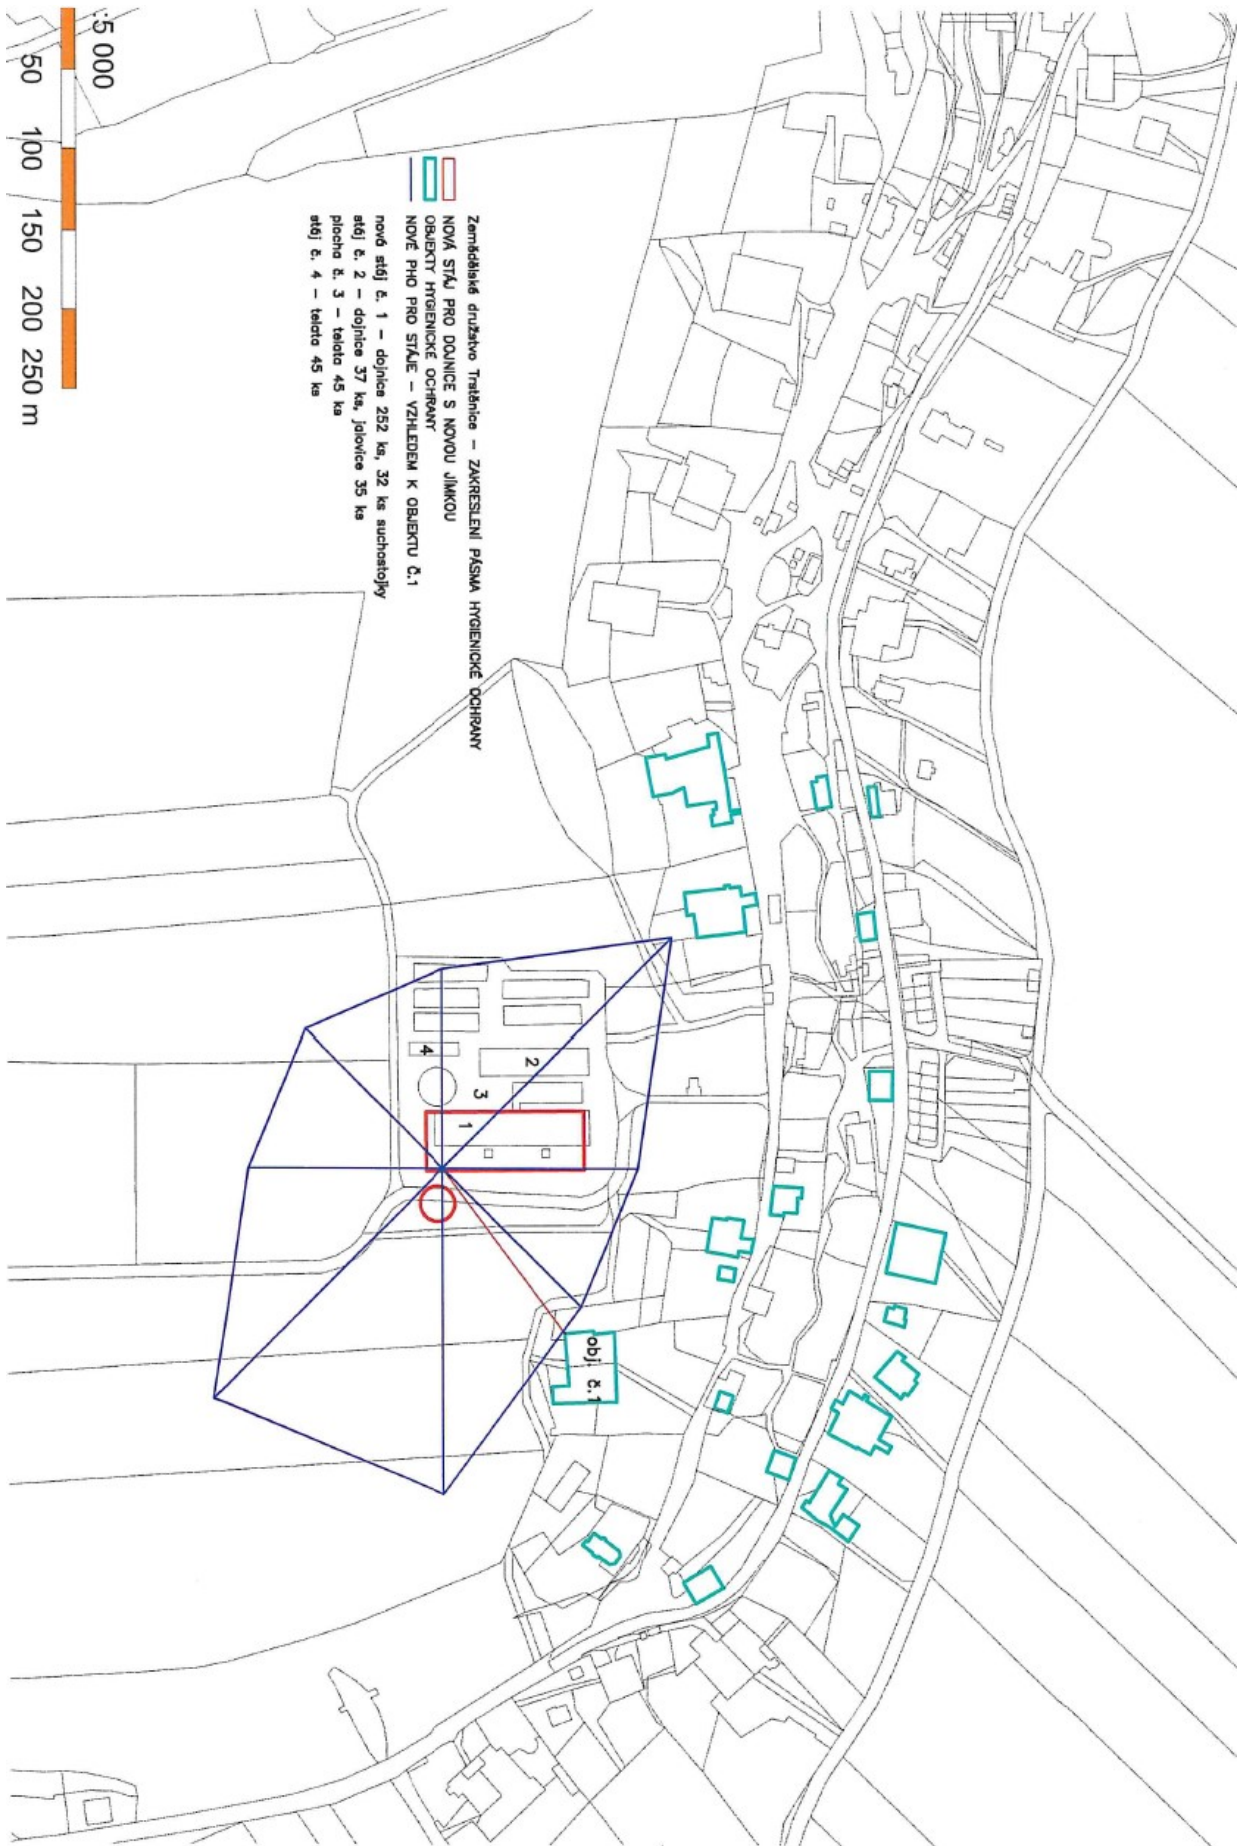 :5 000
50 100 150 200 250 m
Zemědělské družstvo Trstěnice – ZAKRESLENÍ PÁSMA HYGIENICKÉ OCHRANY
NOVÁ STÁJ PRO DOJNICE S NOVOU JÍMKOU
OBJEKTY HYGIENICKÉ OCHRANY
NOVÉ PHO PRO STÁJE – VZHLEDEM K OBJEKTU Č.1
nová stáj č. 1 – dojnice 252 ks, 32 ks suchostojky
stáj č. 2 – dojnice 37 ks, jalovice 35 ks
plocha č. 3 – telata 45 ks
stáj č. 4 – telata 45 ks
4
2
3
1
obj. č.1